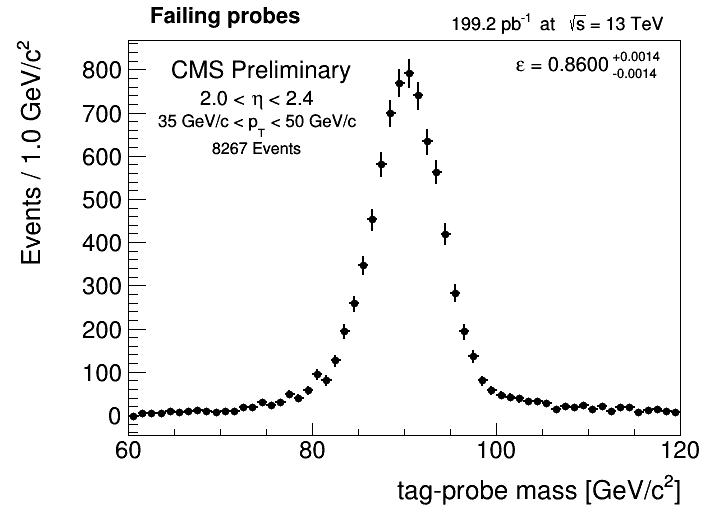 Failing probes
199.2 pb⁻¹ at √s = 13 TeV
CMS Preliminary
2.0 < η < 2.4
35 GeV/c < p_T < 50 GeV/c
8267 Events
ε = 0.8600 +0.0014 -0.0014
Events / 1.0 GeV/c²
800
700
600
500
400
300
200
100
0
60 80 100 120
tag-probe mass [GeV/c²]